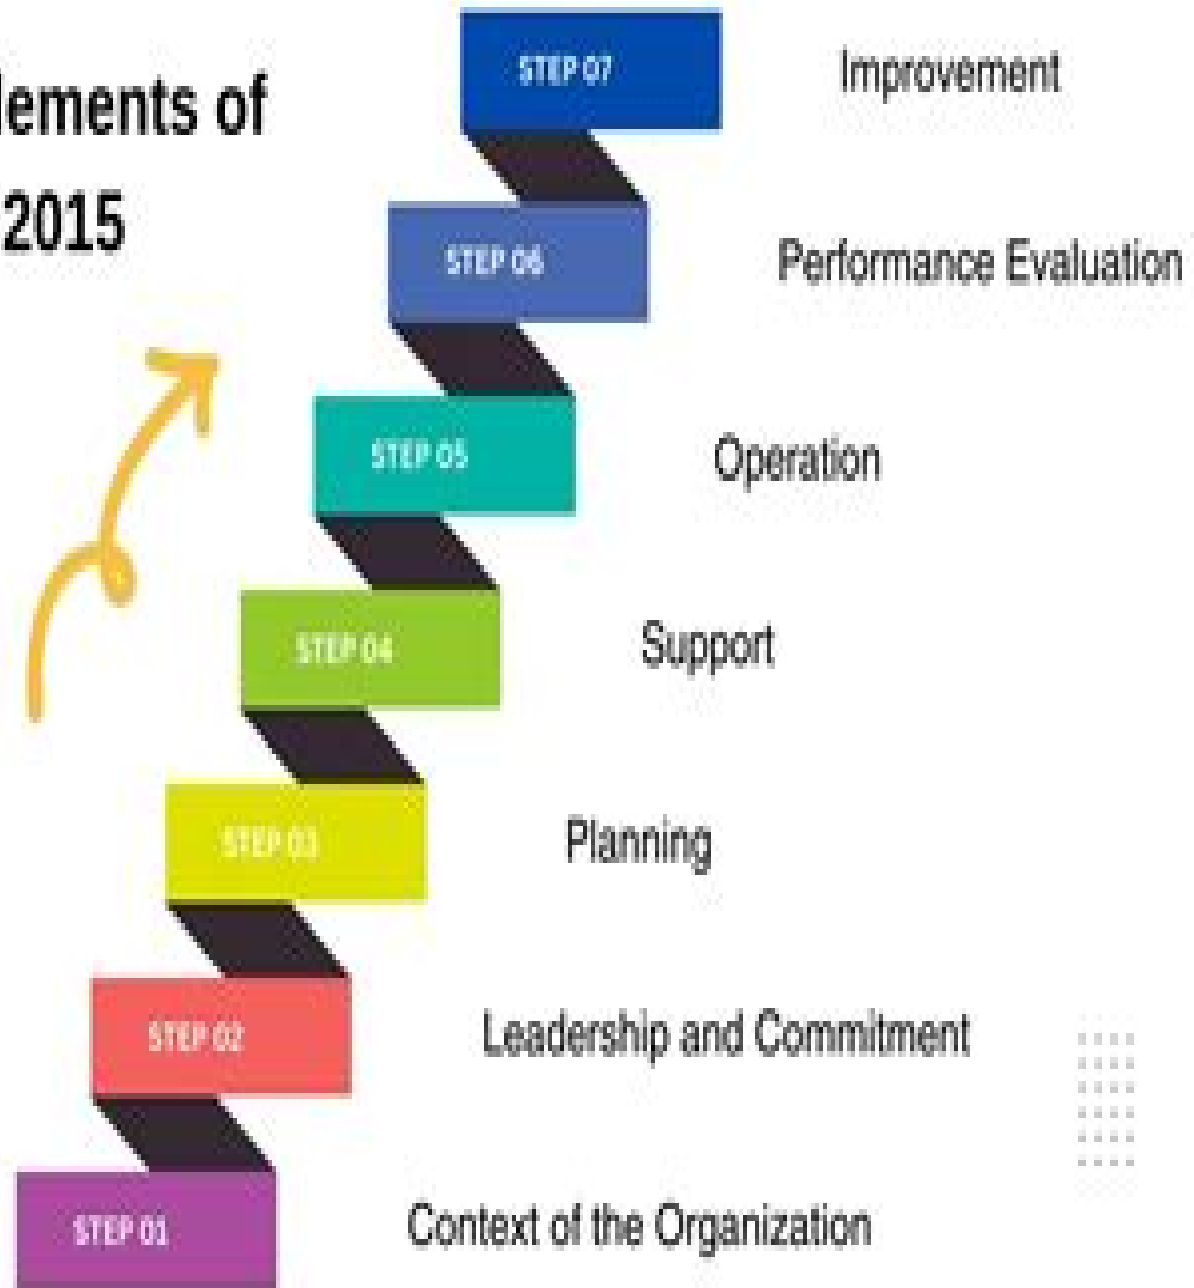 lements of
2015
STEP 07 Improvement
STEP 06 Performance Evaluation
STEP 05 Operation
STEP 04 Support
STEP 03 Planning
STEP 02 Leadership and Commitment
STEP 01 Context of the Organization